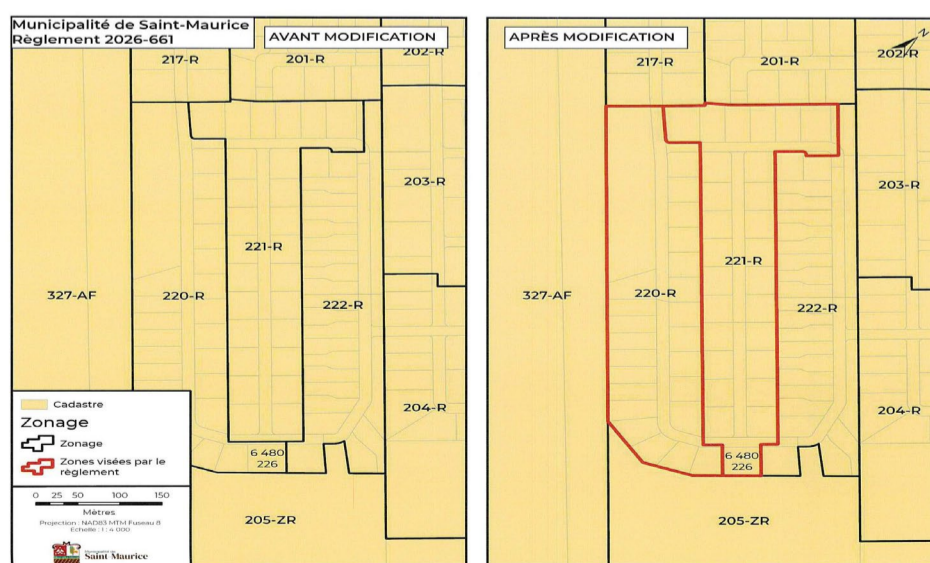 Municipalité de Saint-Maurice
Règlement 2026-661
AVANT MODIFICATION
217-R
201-R
202-R
203-R
221-R
327-AF
220-R
222-R
204-R
6 480
226
205-ZR
Cadastre
Zonage
Zonage
Zones visées par le
règlement
0 25 50 100 150
Mètres
Projection : NAD83 MTM Fuseau 8
Échelle : 1 : 4 000
Municipalité de
Saint Maurice
APRÈS MODIFICATION
N
217-R
201-R
202-R
203-R
221-R
327-AF
220-R
222-R
204-R
6 480
226
205-ZR